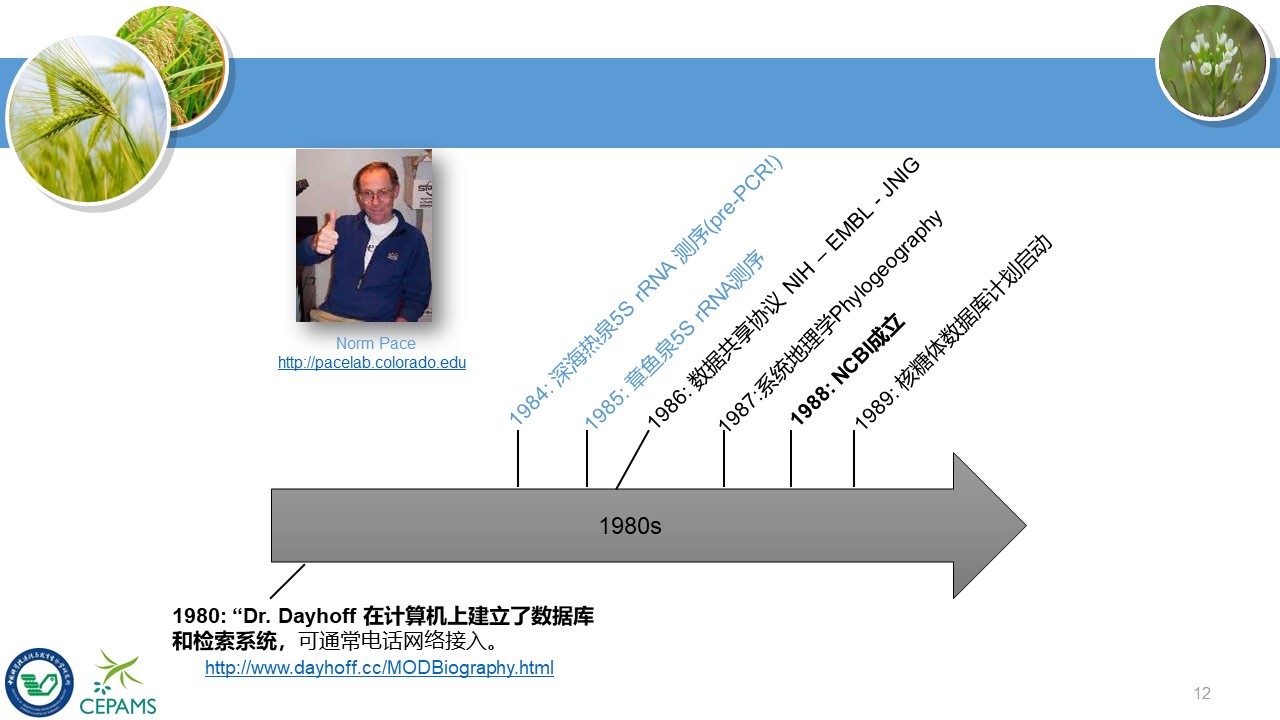 Norm Pace
http://pacelab.colorado.edu
1984: 深海热泉5S rRNA 测序(pre-PCR!)
1985: 章鱼泉5S rRNA测序
1986: 数据共享协议 NIH – EMBL - JNIG
1987:系统地理学Phylogeography
1988: NCBI成立
1989: 核糖体数据库计划启动
1980s
1980: “Dr. Dayhoff 在计算机上建立了数据库
和检索系统，可通常电话网络接入。
http://www.dayhoff.cc/MODBiography.html
CEPAMS
12